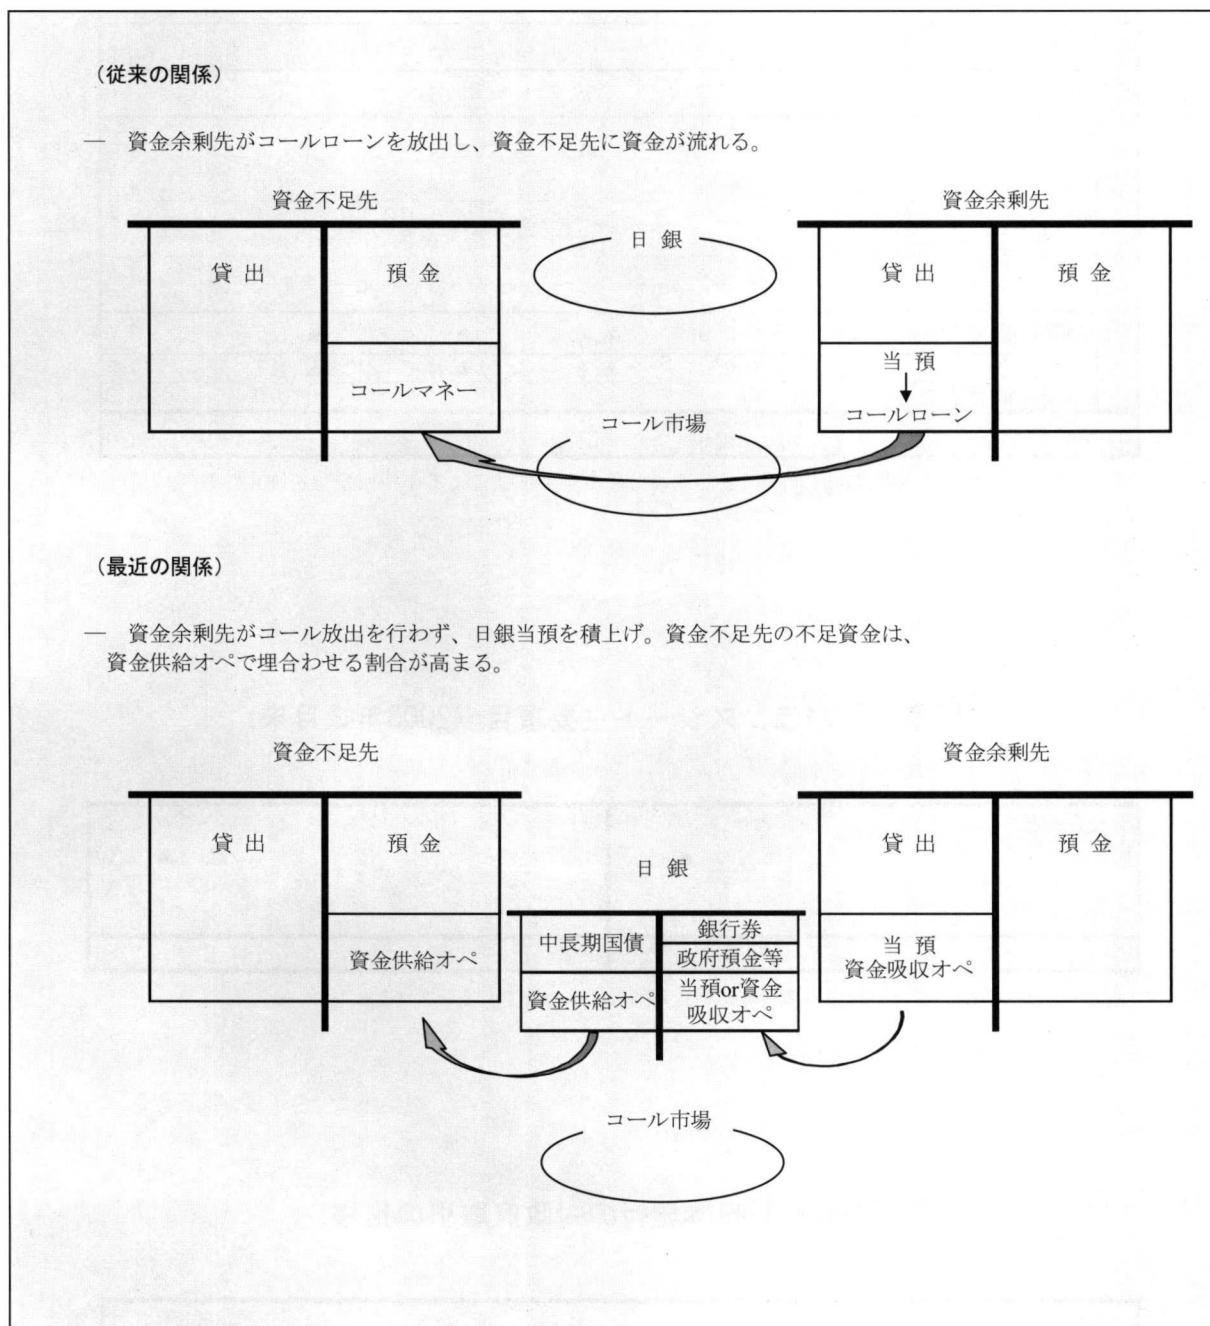 （従来の関係）
― 資金余剰先がコールローンを放出し、資金不足先に資金が流れる。
資金不足先
資金余剰先
日 銀
貸 出
預 金
貸 出
預 金
当 預
コールマネー
コールローン
コール市場
（最近の関係）
― 資金余剰先がコール放出を行わず、日銀当預を積上げ。資金不足先の不足資金は、
資金供給オペで埋合わせる割合が高まる。
資金不足先
資金余剰先
貸 出
預 金
日 銀
貸 出
預 金
資金供給オペ
中長期国債
銀行券
政府預金等
資金供給オペ
当預or資金
吸収オペ
当 預
資金吸収オペ
コール市場